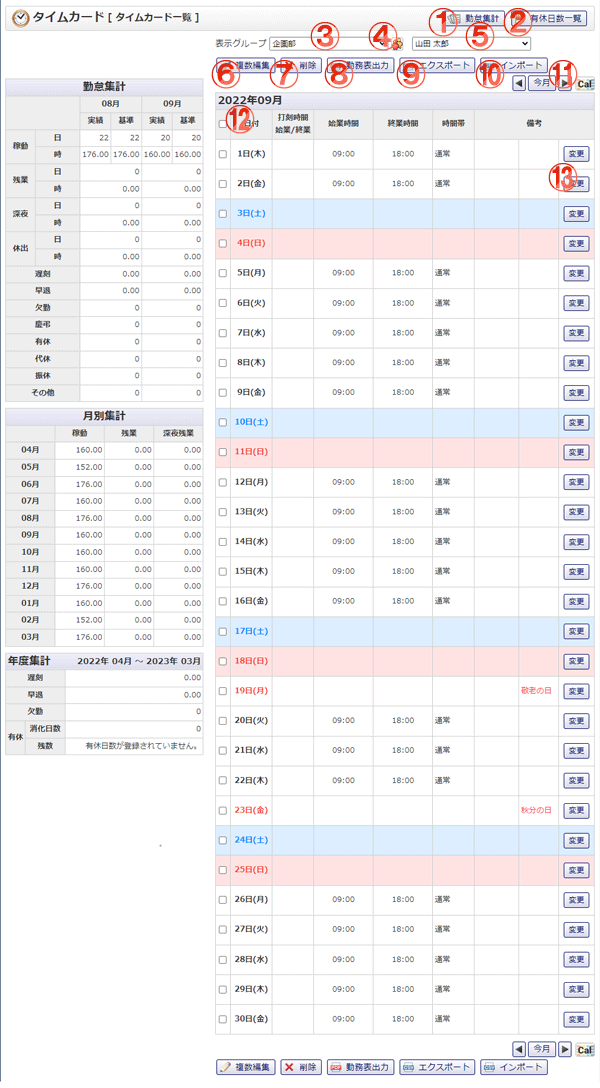 タイムカード [ タイムカード一覧 ]
① 勤怠集計 ② 有休日数一覧
表示グループ 企画部 ③ ④ 山田 太郎 ⑤
⑥ 複数編集 ⑦ 削除 ⑧ 勤務表出力 ⑨ エクスポート ⑩ インポート
◀ 今月 ▶ ⑪ Cal
勤怠集計
08月 09月
実績 基準 実績 基準
稼動 日 22 22 20 20
時 176.00 176.00 160.00 160.00
残業 日 0 0
時 0.00 0.00
深夜 日 0 0
時 0.00 0.00
休出 日 0 0
時 0.00 0.00
遅刻 0.00 0.00
早退 0.00 0.00
欠勤 0 0
慶弔 0 0
有休 0 0
代休 0 0
振休 0 0
その他 0 0
月別集計
稼動 残業 深夜残業
04月 160.00 0.00 0.00
05月 152.00 0.00 0.00
06月 176.00 0.00 0.00
07月 160.00 0.00 0.00
08月 176.00 0.00 0.00
09月 160.00 0.00 0.00
10月 160.00 0.00 0.00
11月 160.00 0.00 0.00
12月 176.00 0.00 0.00
01月 160.00 0.00 0.00
02月 152.00 0.00 0.00
03月 176.00 0.00 0.00
年度集計 2022年 04月 ～ 2023年 03月
遅刻 0.00
早退 0.00
欠勤 0
有休 消化日数 0
残数 有休日数が登録されていません。
2022年09月
⑫ 日付 打刻時間 始業/終業 始業時間 終業時間 時間帯 備考
1日(木) 09:00 18:00 通常 変更
2日(金) 09:00 18:00 通常 ⑬ 変更
3日(土) 変更
4日(日) 変更
5日(月) 09:00 18:00 通常 変更
6日(火) 09:00 18:00 通常 変更
7日(水) 09:00 18:00 通常 変更
8日(木) 09:00 18:00 通常 変更
9日(金) 09:00 18:00 通常 変更
10日(土) 変更
11日(日) 変更
12日(月) 09:00 18:00 通常 変更
13日(火) 09:00 18:00 通常 変更
14日(水) 09:00 18:00 通常 変更
15日(木) 09:00 18:00 通常 変更
16日(金) 09:00 18:00 通常 変更
17日(土) 変更
18日(日) 変更
19日(月) 敬老の日 変更
20日(火) 09:00 18:00 通常 変更
21日(水) 09:00 18:00 通常 変更
22日(木) 09:00 18:00 通常 変更
23日(金) 秋分の日 変更
24日(土) 変更
25日(日) 変更
26日(月) 09:00 18:00 通常 変更
27日(火) 09:00 18:00 通常 変更
28日(水) 09:00 18:00 通常 変更
29日(木) 09:00 18:00 通常 変更
30日(金) 09:00 18:00 通常 変更
◀ 今月 ▶ Cal
複数編集 削除 勤務表出力 エクスポート インポート